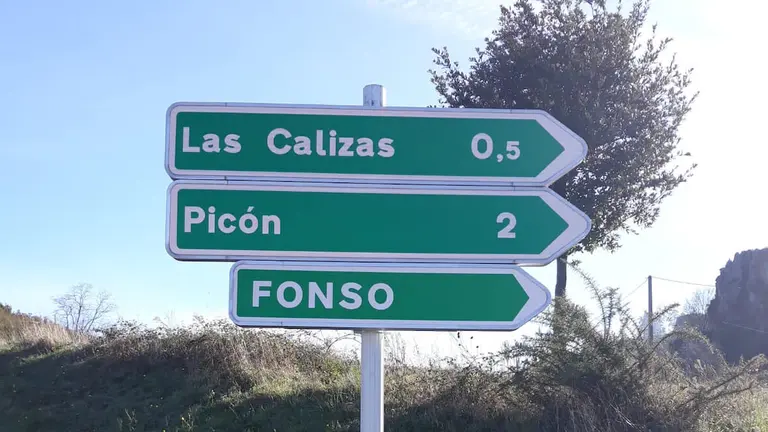 Las Calizas 0,5
Picón 2
FONSO